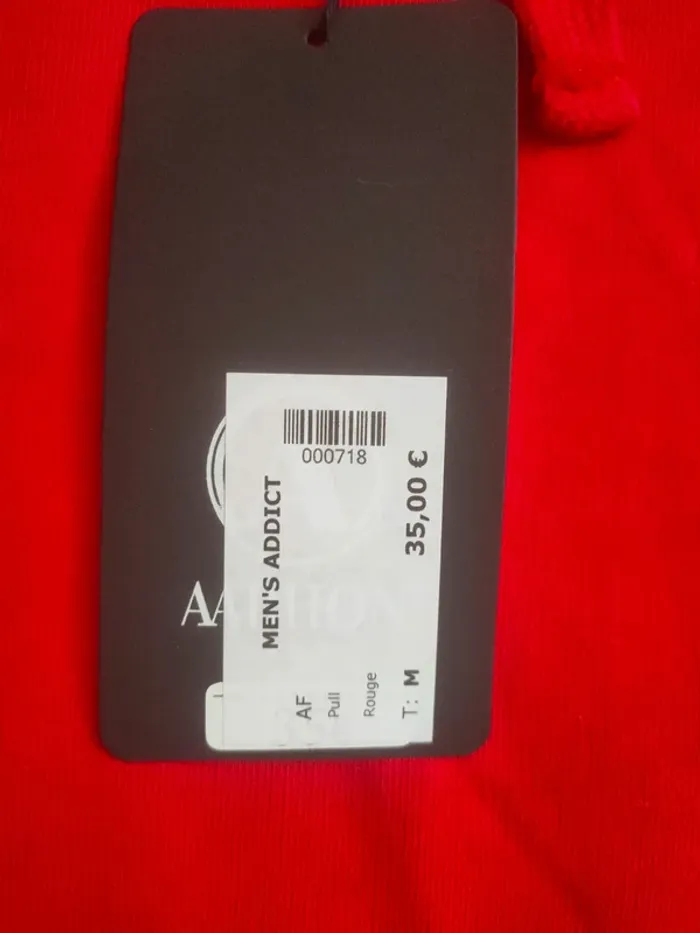 000718
MEN'S ADDICT
35,00 €
AF
Pull
Rouge
T: M